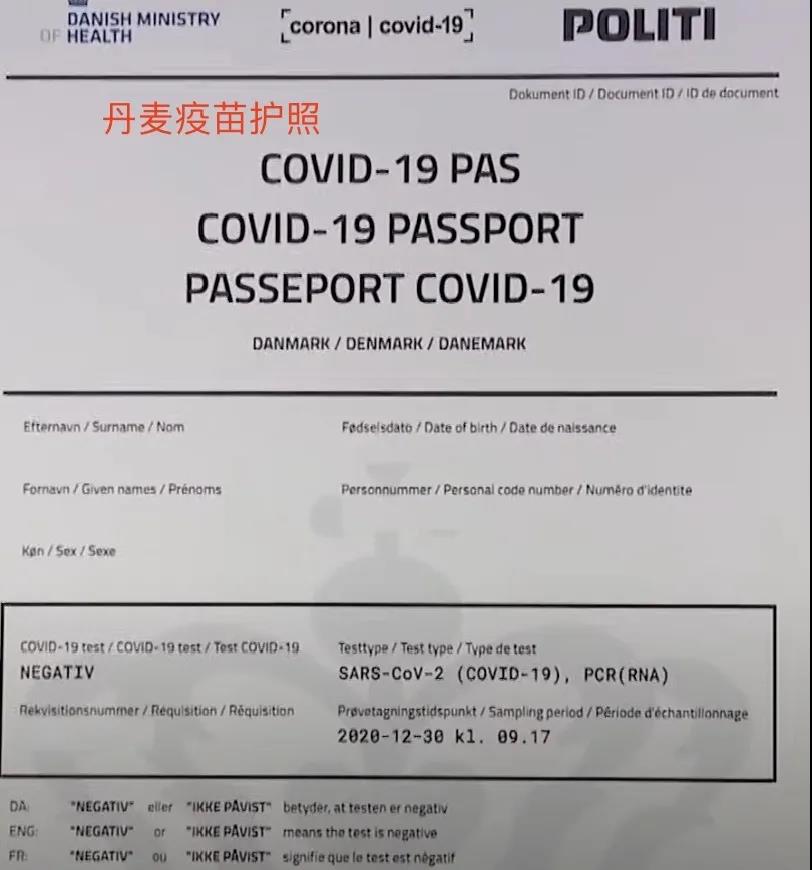 DANISH MINISTRY
OF HEALTH
corona | covid-19
POLITI
Dokument ID / Document ID / ID de document
丹麦疫苗护照
COVID-19 PAS
COVID-19 PASSPORT
PASSEPORT COVID-19
DANMARK / DENMARK / DANEMARK
Efternavn / Surname / Nom
Fødselsdato / Date of birth / Date de naissance
Fornavn / Given names / Prénoms
Personnummer / Personal code number / Numéro d'identite
Køn / Sex / Sexe
COVID-19 test / COVID-19 test / Test COVID-19
Testtype / Test type / Type de test
NEGATIV
SARS-CoV-2 (COVID-19), PCR(RNA)
Rekvisitionsnummer / Requisition / Réquisition
Prøvetagningstidspunkt / Sampling period / Période d'échantillonnage
2020-12-30 kl. 09.17
DA: "NEGATIV" eller "IKKE PÅVIST" betyder, at testen er negativ
ENG: "NEGATIV" or "IKKE PÅVIST" means the test is negative
FR: "NEGATIV" ou "IKKE PÅVIST" signifie que le test est négatif